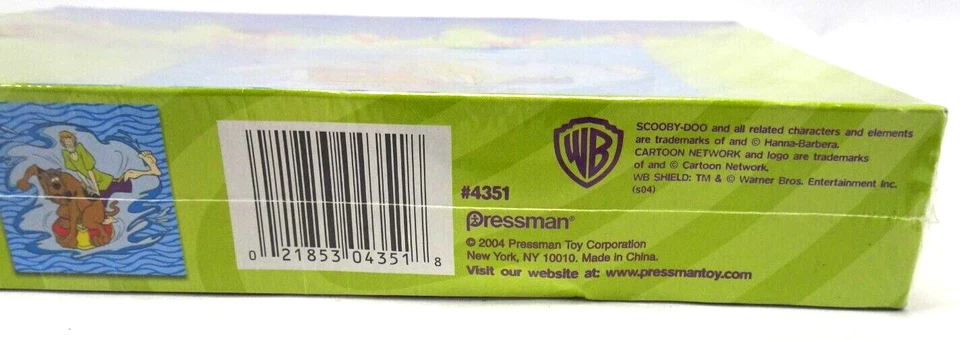 0 21853 04351 8
#4351
Pressman®
© 2004 Pressman Toy Corporation
New York, NY 10010. Made in China.
Visit our website at: www.pressmantoy.com
WB
SCOOBY-DOO and all related characters and elements
are trademarks of and © Hanna-Barbera.
CARTOON NETWORK and logo are trademarks
of and © Cartoon Network.
WB SHIELD: TM & © Warner Bros. Entertainment Inc.
(s04)